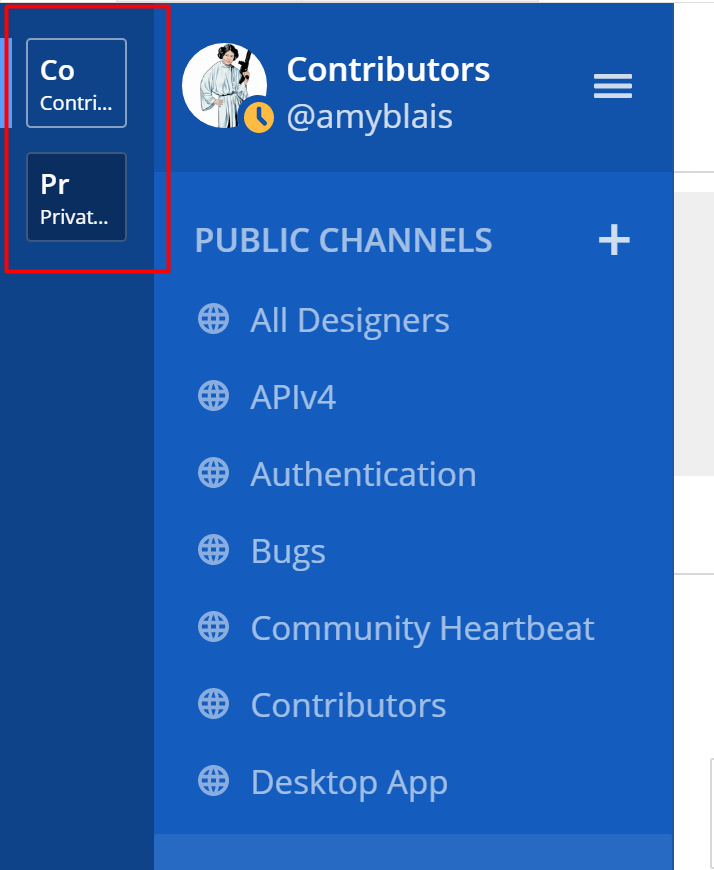 Co
Contri...
Pr
Privat...
Contributors
@amyblais
PUBLIC CHANNELS
All Designers
APIv4
Authentication
Bugs
Community Heartbeat
Contributors
Desktop App